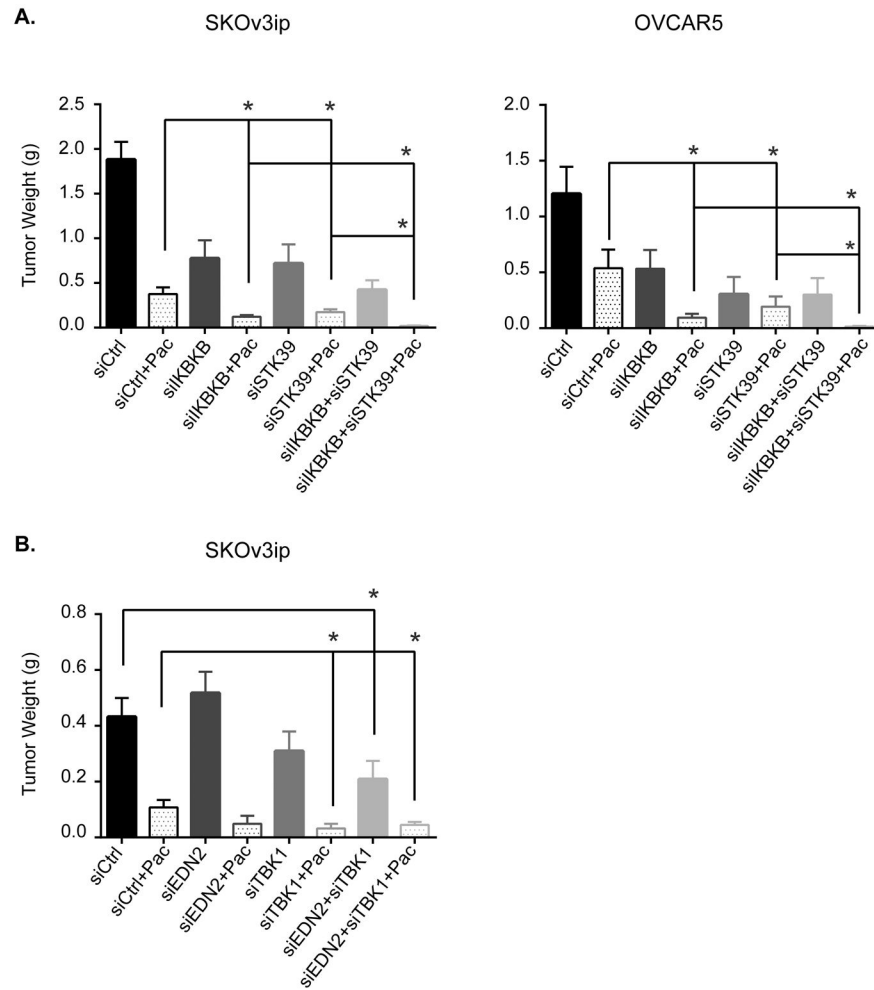 A.
SKOv3ip
OVCAR5
Tumor Weight (g)
2.5
2.0
1.5
1.0
0.5
0.0
* *
*
*
siCtrl
siCtrl+Pac
siIKBKB
siIKBKB+Pac
siSTK39
siSTK39+Pac
siIKBKB+siSTK39
siIKBKB+siSTK39+Pac
2.0
1.5
1.0
0.5
0.0
* *
*
*
siCtrl
siCtrl+Pac
siIKBKB
siIKBKB+Pac
siSTK39
siSTK39+Pac
siIKBKB+siSTK39
siIKBKB+siSTK39+Pac
B.
SKOv3ip
Tumor Weight (g)
0.8
0.6
0.4
0.2
0.0
*
* *
siCtrl
siCtrl+Pac
siEDN2
siEDN2+Pac
siTBK1
siTBK1+Pac
siEDN2+siTBK1
siEDN2+siTBK1+Pac